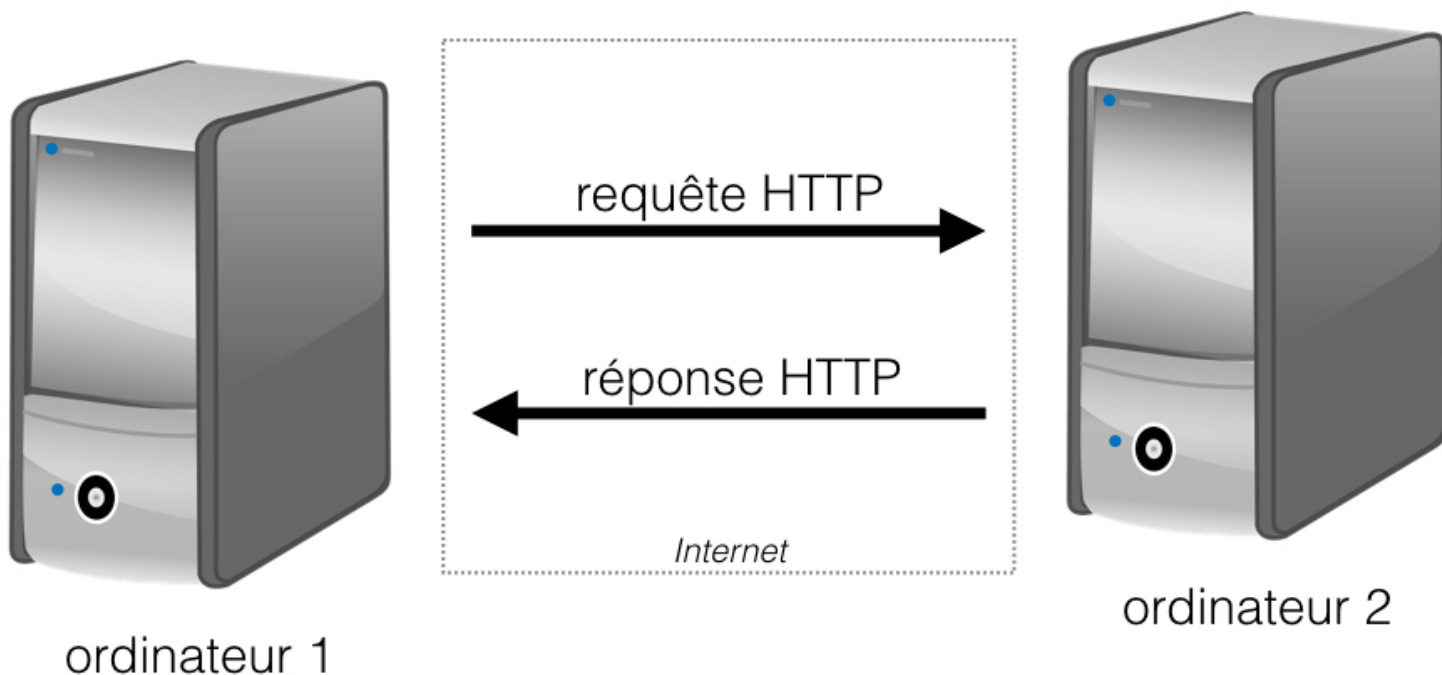 requête HTTP
réponse HTTP
Internet
ordinateur 1
ordinateur 2